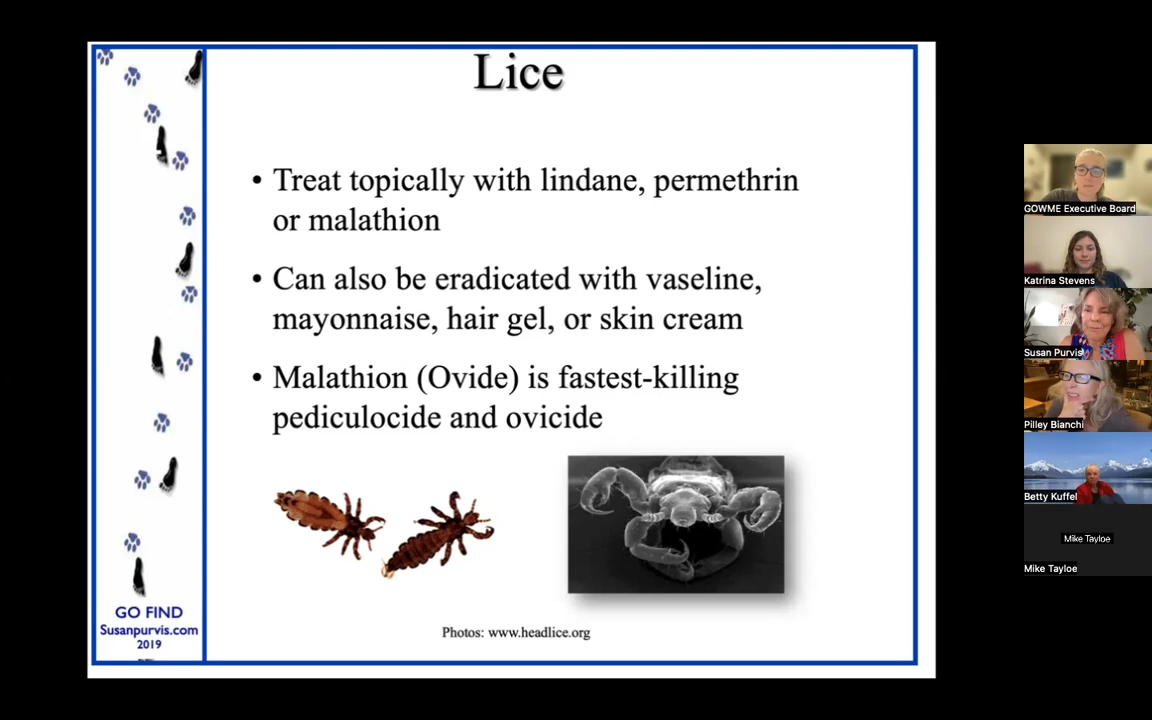 Lice
• Treat topically with lindane, permethrin
or malathion
• Can also be eradicated with vaseline,
mayonnaise, hair gel, or skin cream
• Malathion (Ovide) is fastest-killing
pediculocide and ovicide
Photos: www.headlice.org
GO FIND
Susanpurvis.com
2019
GOWME Executive Board
Katrina Stevens
Susan Purvis
Pilley Bianchi
Betty Kuffel
Mike Tayloe
Mike Tayloe